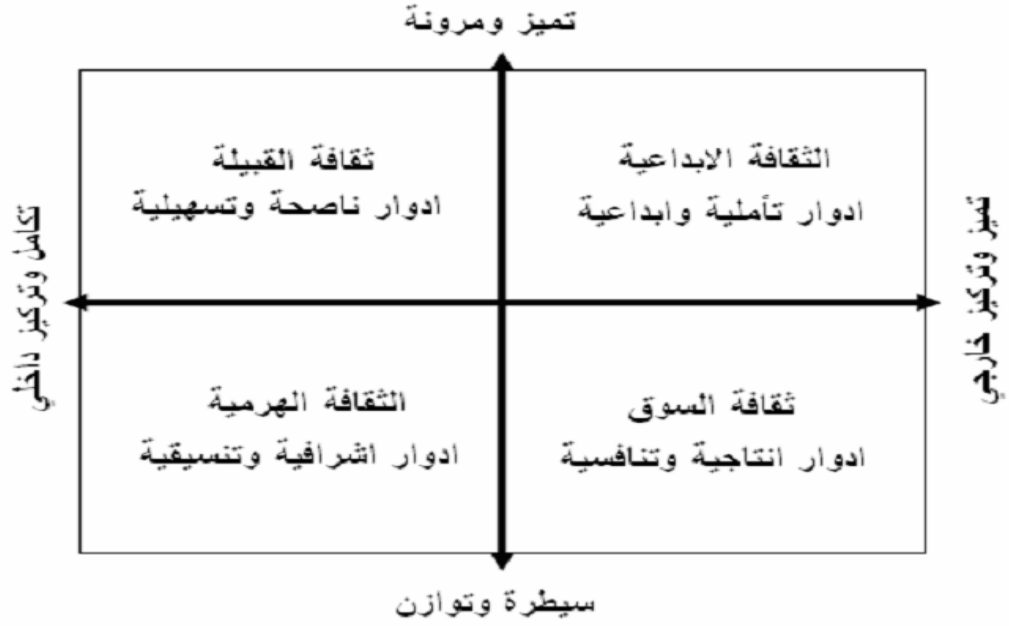 تميز ومرونة
الثقافة الابداعية
ادوار تأملية وابداعية
ثقافة القبيلة
ادوار ناصحة وتسهيلية
تميز وتركيز خارجي
تكامل وتركيز داخلي
ثقافة السوق
ادوار انتاجية وتنافسية
الثقافة الهرمية
ادوار اشرافية وتنسيقية
سيطرة وتوازن